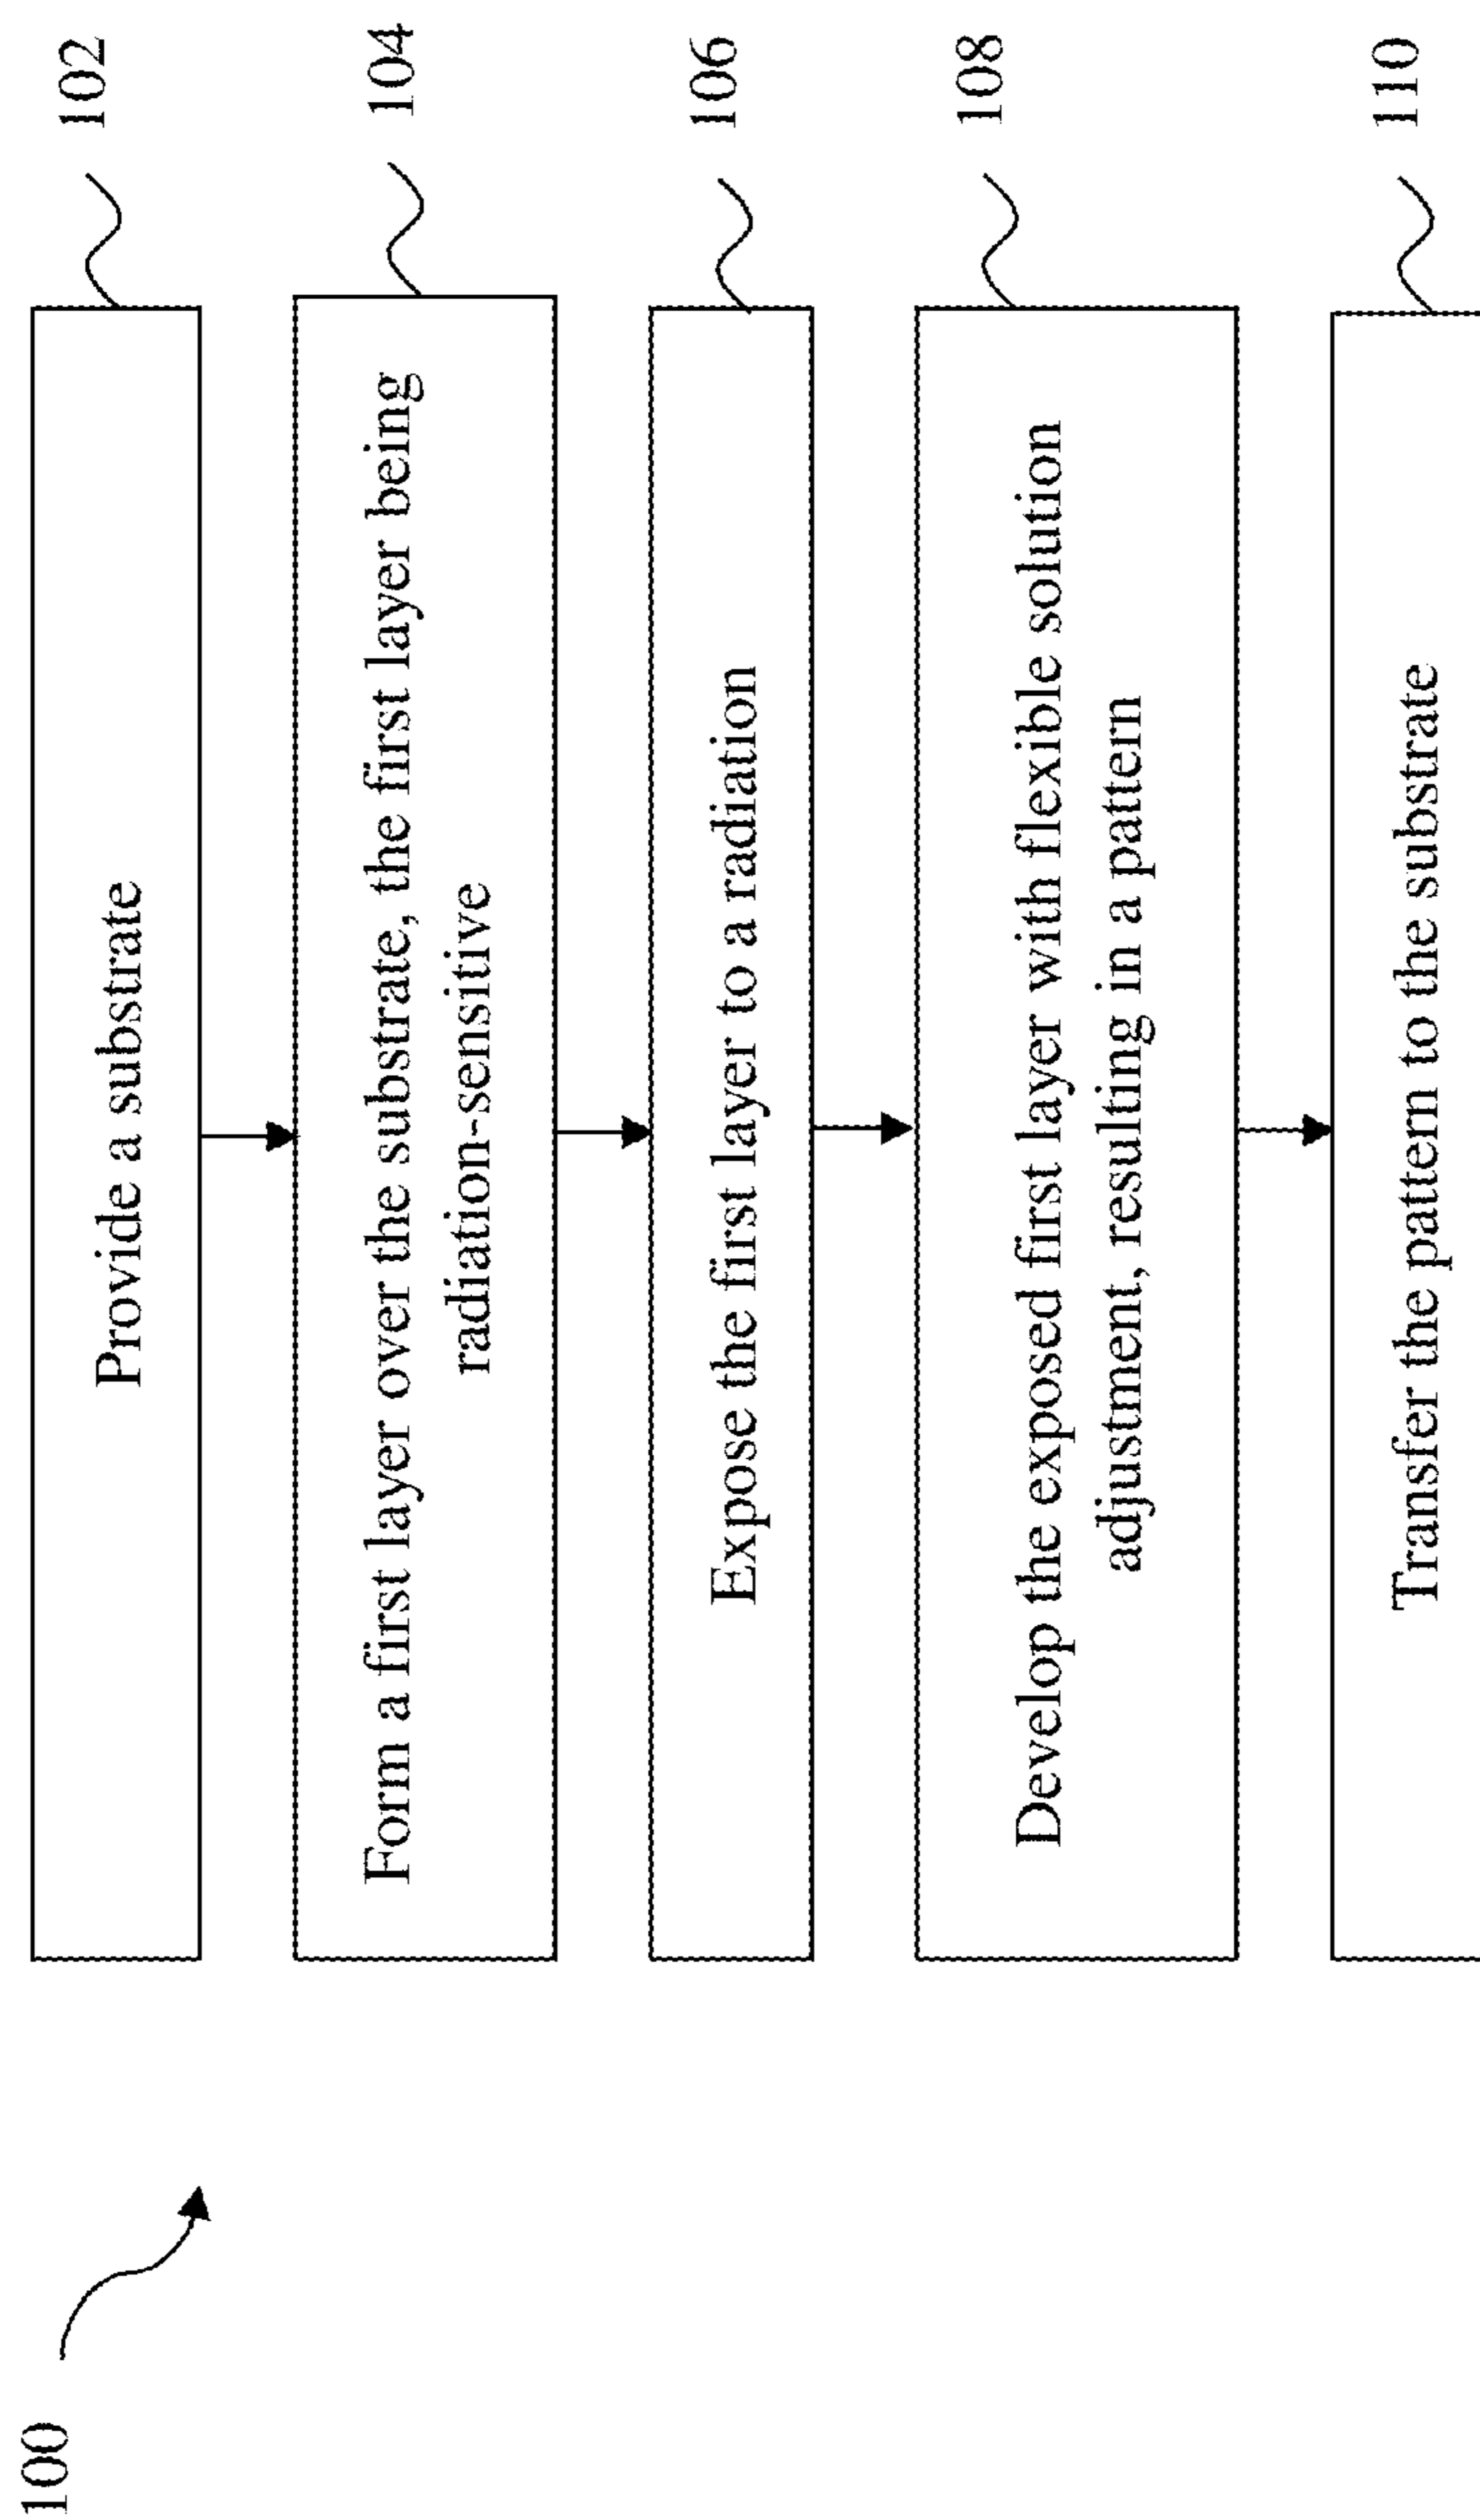 100
Provide a substrate
102
Form a first layer over the substrate, the first layer being
radiation-sensitive
104
Expose the first layer to a radiation
106
Develop the exposed first layer with flexible solution
adjustment, resulting in a pattern
108
Transfer the pattern to the substrate
110